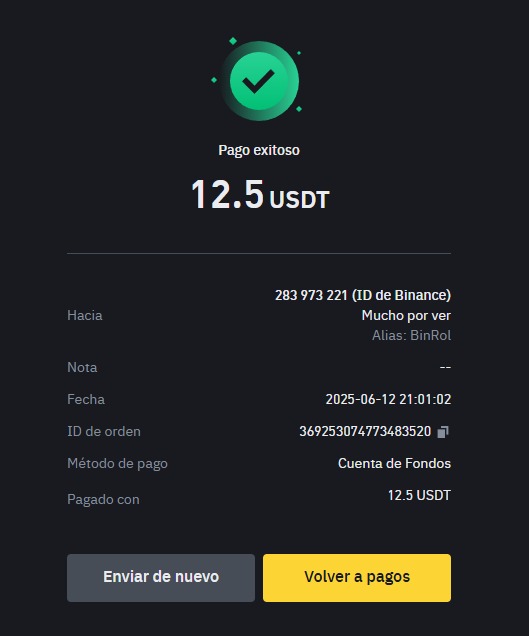 Pago exitoso
12.5 USDT
283 973 221 (ID de Binance)
Hacia
Mucho por ver
Alias: BinRol
Nota
--
Fecha
2025-06-12 21:01:02
ID de orden
369253074773483520
Método de pago
Cuenta de Fondos
Pagado con
12.5 USDT
Enviar de nuevo
Volver a pagos